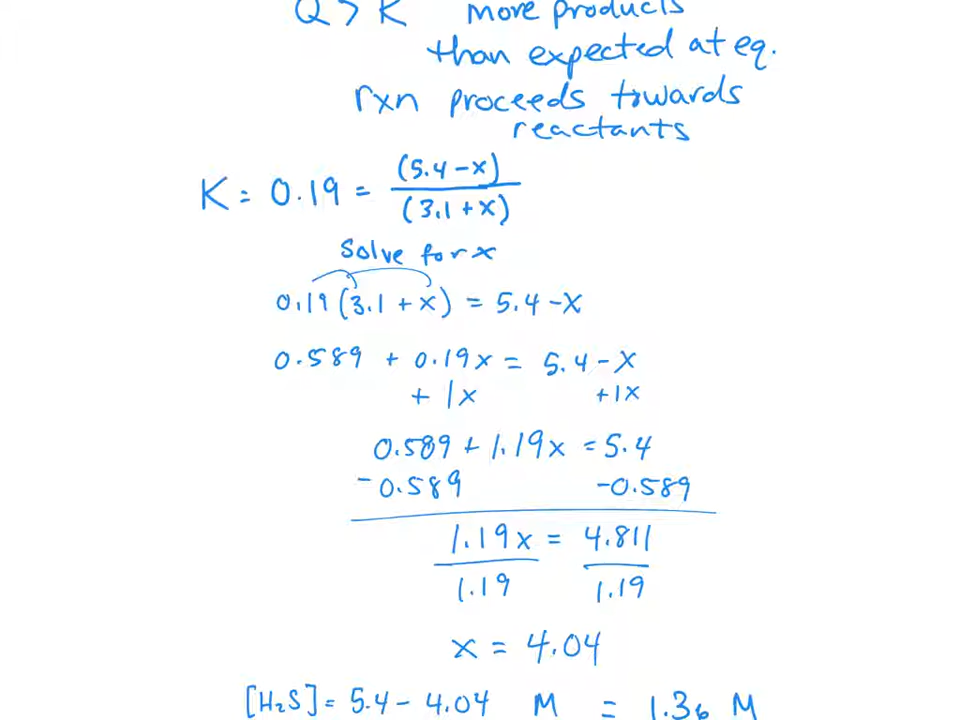 Q > K more products
than expected at eq.
rxn proceeds towards
reactants
K = 0.19 = (5.4 - x) / (3.1 + x)
Solve for x
0.19 (3.1 + x) = 5.4 - x
0.589 + 0.19x = 5.4 - x
+ 1x +1x
0.589 + 1.19x = 5.4
-0.589 -0.589
1.19x = 4.811
1.19 1.19
x = 4.04
[H₂S] = 5.4 - 4.04 M = 1.36 M